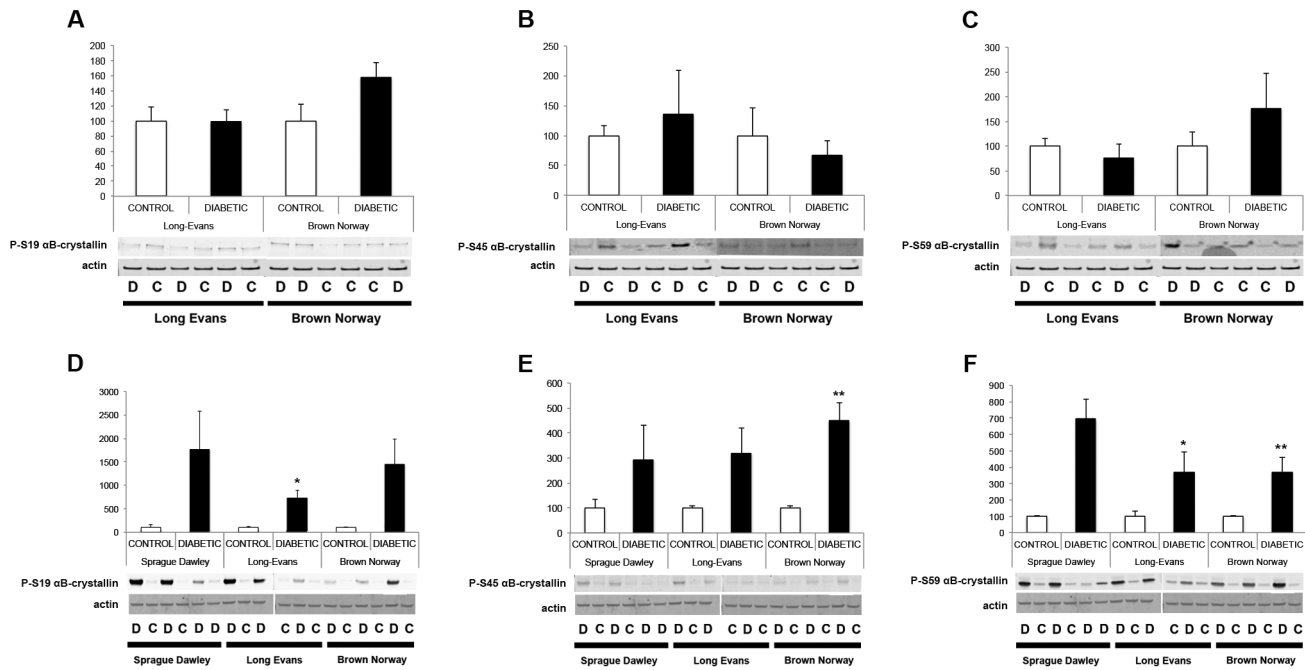 A
200
180
160
140
120
100
80
60
40
20
0
CONTROL DIABETIC CONTROL DIABETIC
Long-Evans Brown Norway
P-S19 αB-crystallin
actin
D C D C D C D D C C C D
Long Evans Brown Norway
B
250
200
150
100
50
0
CONTROL DIABETIC CONTROL DIABETIC
Long-Evans Brown Norway
P-S45 αB-crystallin
actin
D C D C D C D D C C C D
Long Evans Brown Norway
C
300
250
200
150
100
50
0
CONTROL DIABETIC CONTROL DIABETIC
Long-Evans Brown Norway
P-S59 αB-crystallin
actin
D C D C D C D D C C C D
Long Evans Brown Norway
D
3000
2500
2000
1500
1000
500
0
*
CONTROL DIABETIC CONTROL DIABETIC CONTROL DIABETIC
Sprague Dawley Long-Evans Brown Norway
P-S19 αB-crystallin
actin
D C D C D D D C D C D C D C D C D C
Sprague Dawley Long Evans Brown Norway
E
600
500
400
300
200
100
0
**
CONTROL DIABETIC CONTROL DIABETIC CONTROL DIABETIC
Sprague Dawley Long-Evans Brown Norway
P-S45 αB-crystallin
actin
D C D C D D D C D C D C D C D C D C
Sprague Dawley Long Evans Brown Norway
F
900
800
700
600
500
400
300
200
100
0
*
**
CONTROL DIABETIC CONTROL DIABETIC CONTROL DIABETIC
Sprague Dawley Long-Evans Brown Norway
P-S59 αB-crystallin
actin
D C D C C D D D C D C D C D C D C D C
Sprague Dawley Long Evans Brown Norway